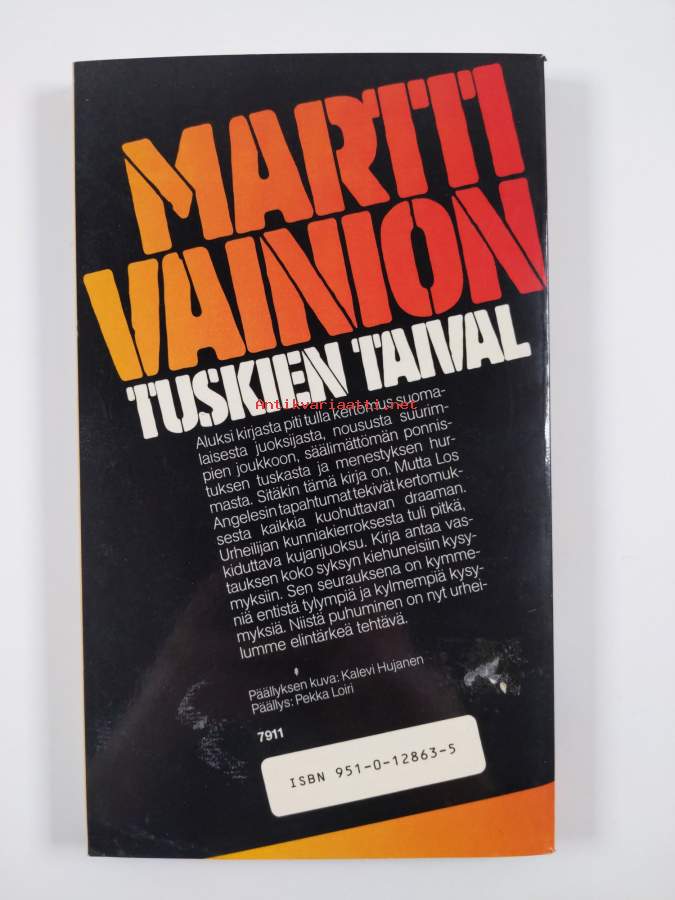 MARTTI
VAINION
TUSKIEN TAIVAL
Antikvariaatti.net
Aluksi kirjasta piti tulla kertomus suoma-
laisesta juoksijasta, noususta suurim-
pien joukkoon, säälimättömän ponnis-
tuksen tuskasta ja menestyksen hur-
masta. Sitäkin tämä kirja on. Mutta Los
Angelesin tapahtumat tekivät kertomuk-
sesta kaikkia kuohuttavan draaman.
Urheilijan kunniakierroksesta tuli pitkä,
kiduttava kujanjuoksu. Kirja antaa vas-
tauksen koko syksyn kiehuneisiin kysy-
myksiin. Sen seurauksena on kymme-
niä entistä tylympiä ja kylmempiä kysy-
myksiä. Niistä puhuminen on nyt urhei-
lumme elintärkeä tehtävä.
Päällyksen kuva: Kalevi Hujanen
Päällys: Pekka Loiri
7911
ISBN 951-0-12863-5